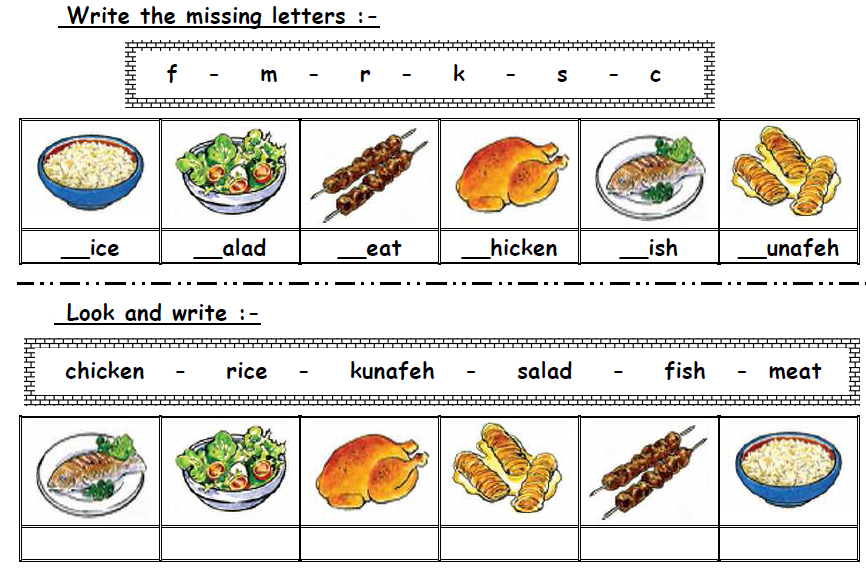 Write the missing letters :-
f - m - r - k - s - c
__ice __alad __eat __hicken __ish __unafeh
Look and write :-
chicken - rice - kunafeh - salad - fish - meat